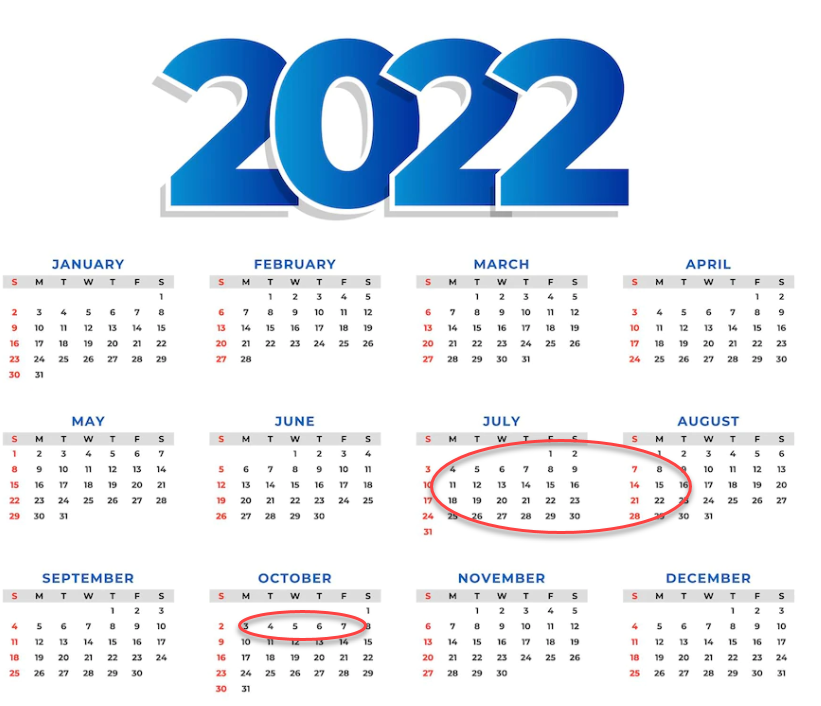 2022
JANUARY
S M T W T F S
1
2 3 4 5 6 7 8
9 10 11 12 13 14 15
16 17 18 19 20 21 22
23 24 25 26 27 28 29
30 31
FEBRUARY
S M T W T F S
1 2 3 4 5
6 7 8 9 10 11 12
13 14 15 16 17 18 19
20 21 22 23 24 25 26
27 28
MARCH
S M T W T F S
1 2 3 4 5
6 7 8 9 10 11 12
13 14 15 16 17 18 19
20 21 22 23 24 25 26
27 28 29 30 31
APRIL
S M T W T F S
1 2
3 4 5 6 7 8 9
10 11 12 13 14 15 16
17 18 19 20 21 22 23
24 25 26 27 28 29 30
MAY
S M T W T F S
1 2 3 4 5 6 7
8 9 10 11 12 13 14
15 16 17 18 19 20 21
22 23 24 25 26 27 28
29 30 31
JUNE
S M T W T F S
1 2 3 4
5 6 7 8 9 10 11
12 13 14 15 16 17 18
19 20 21 22 23 24 25
26 27 28 29 30
JULY
S M T W T F S
1 2
3 4 5 6 7 8 9
10 11 12 13 14 15 16
17 18 19 20 21 22 23
24 25 26 27 28 29 30
31
AUGUST
S M T W T F S
1 2 3 4 5 6
7 8 9 10 11 12 13
14 15 16 17 18 19 20
21 22 23 24 25 26 27
28 29 30 31
SEPTEMBER
S M T W T F S
1 2 3
4 5 6 7 8 9 10
11 12 13 14 15 16 17
18 19 20 21 22 23 24
25 26 27 28 29 30
OCTOBER
S M T W T F S
1
2 3 4 5 6 7 8
9 10 11 12 13 14 15
16 17 18 19 20 21 22
23 24 25 26 27 28 29
30 31
NOVEMBER
S M T W T F S
1 2 3 4 5
6 7 8 9 10 11 12
13 14 15 16 17 18 19
20 21 22 23 24 25 26
27 28 29 30
DECEMBER
S M T W T F S
1 2 3
4 5 6 7 8 9 10
11 12 13 14 15 16 17
18 19 20 21 22 23 24
25 26 27 28 29 30 31